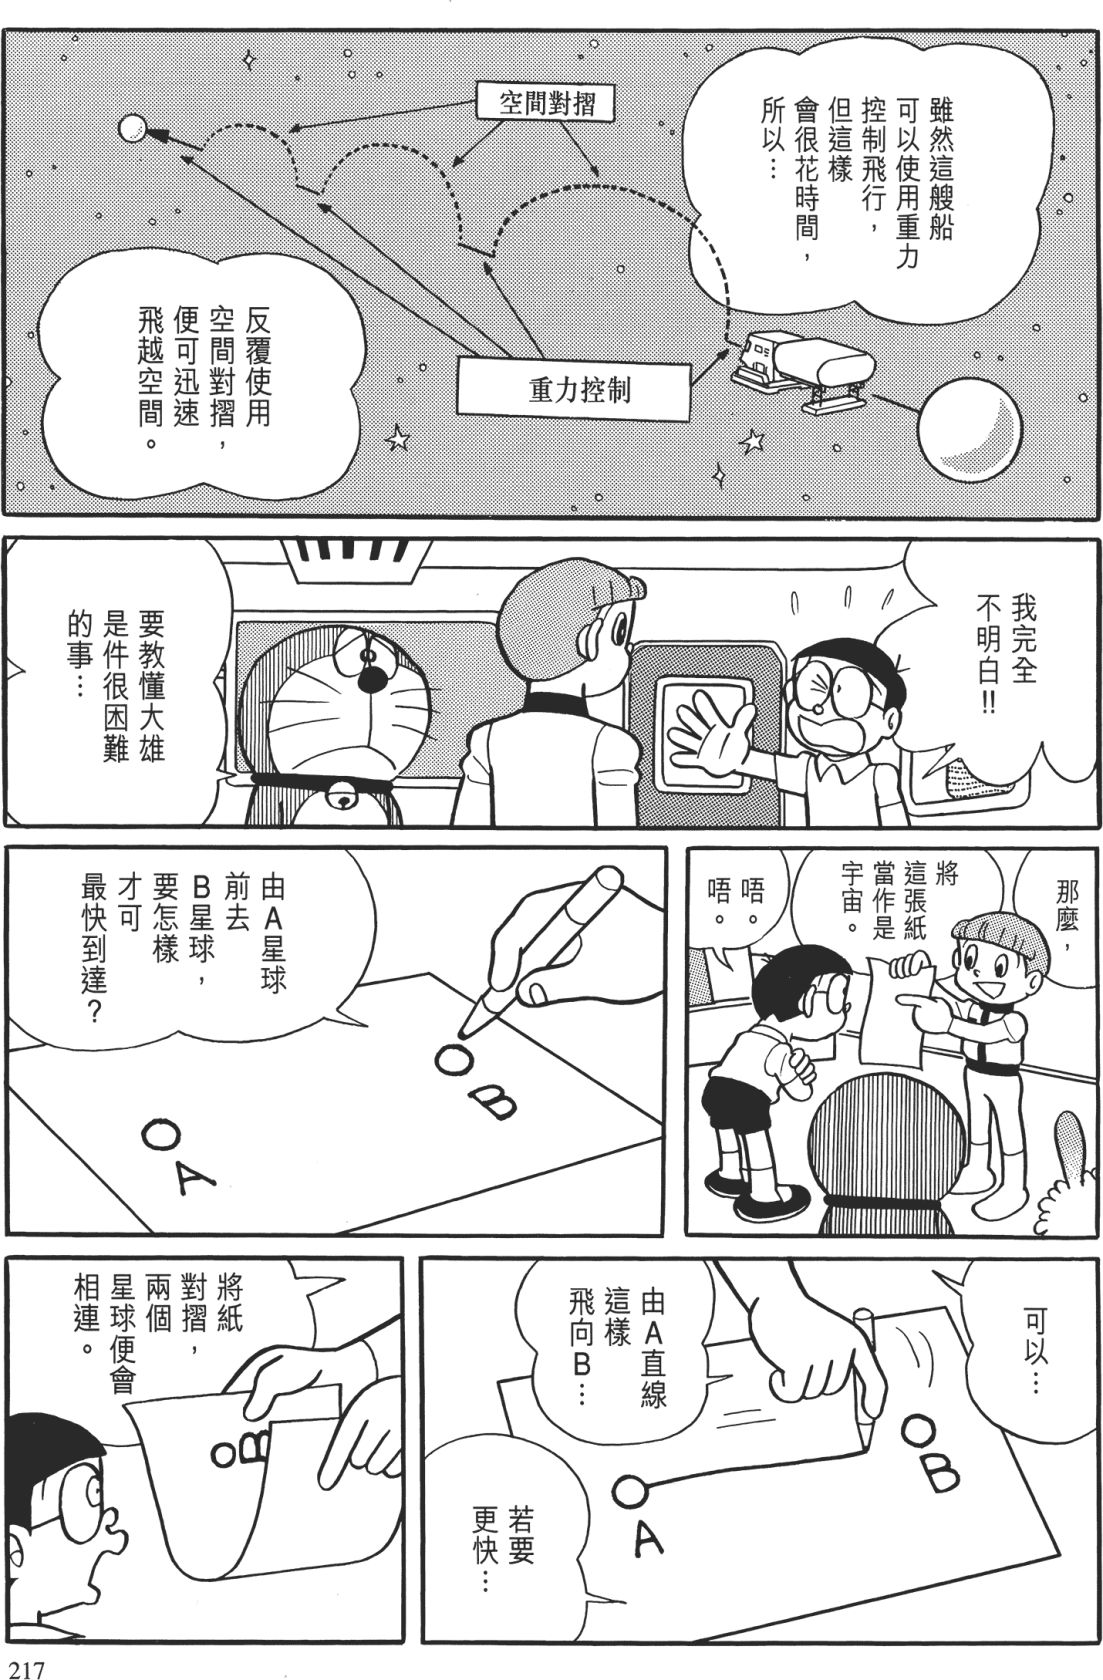 雖然這艘船
可以使用重力
控制飛行，
但這樣
會很花時間，
所以…
空間對摺
重力控制
反覆使用
空間對摺，
便可迅速
飛越空間。
我完全
不明白!!
要教懂大雄
是件很困難
的事…
那麼，
將
這張紙
當作是
宇宙。
唔。
唔。
由A星球
前去
B星球，
要怎樣
才可
最快到達？
B
A
可以…
由A直線
這樣
飛向B…
B
A
若要
更快…
將紙
對摺，
兩個
星球便會
相連。
B
217